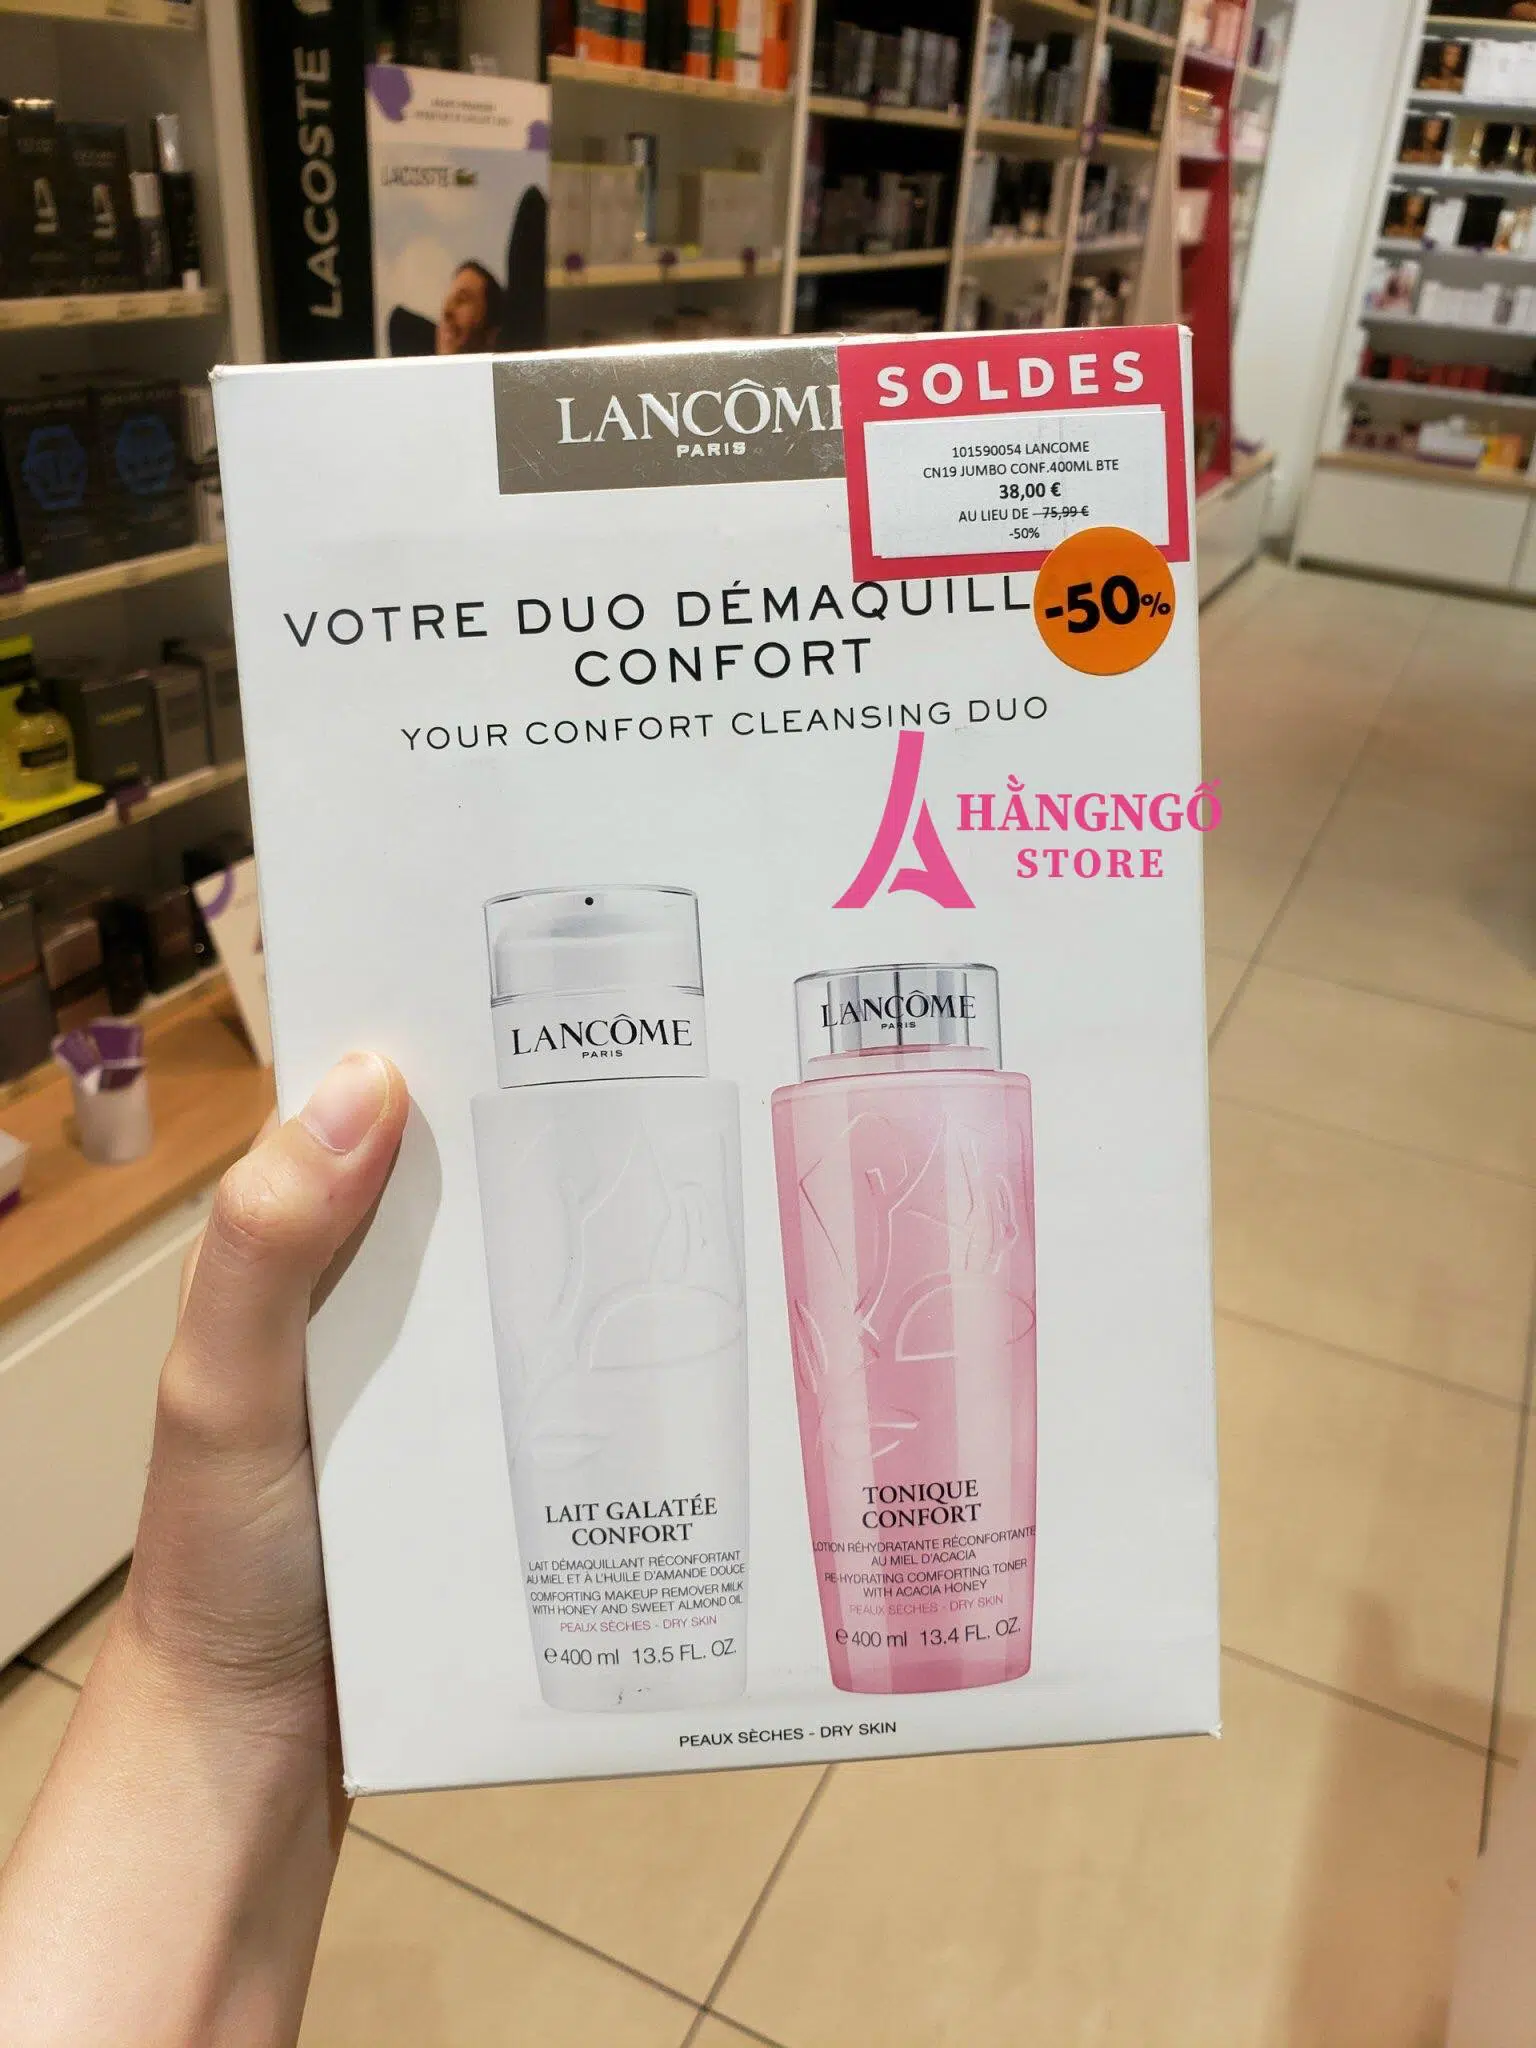 LACOSTE
LACOSTE
LANCÔM
PARIS
SOLDES
101590054 LANCOME
CN19 JUMBO CONF.400ML BTE
38,00 €
AU LIEU DE 75,99 €
-50%
-50%
VOTRE DUO DÉMAQUILL
CONFORT
YOUR CONFORT CLEANSING DUO
HẰNGNGỐ
STORE
LANCÔME
PARIS
LAIT GALATÉE
CONFORT
LAIT DÉMAQUILLANT RÉCONFORTANT
AU MIEL ET À L'HUILE D'AMANDE DOUCE
COMFORTING MAKEUP REMOVER MILK
WITH HONEY AND SWEET ALMOND OIL
PEAUX SÈCHES - DRY SKIN
℮400 ml 13.5 FL. OZ.
LANCÔME
PARIS
TONIQUE
CONFORT
LOTION RÉHYDRATANTE RÉCONFORTANTE
AU MIEL D'ACACIA
RE-HYDRATING COMFORTING TONER
WITH ACACIA HONEY
PEAUX SÈCHES - DRY SKIN
℮400 ml 13.4 FL. OZ.
PEAUX SÈCHES - DRY SKIN